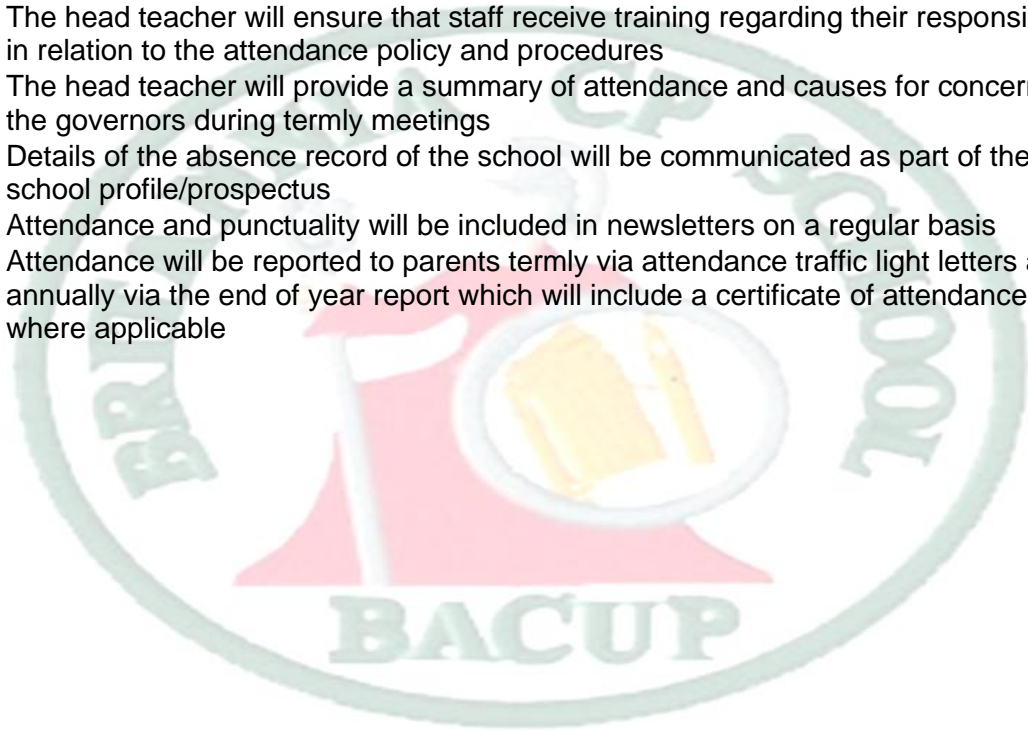 The head teacher will ensure that staff receive training regarding their responsi
in relation to the attendance policy and procedures
The head teacher will provide a summary of attendance and causes for concer
the governors during termly meetings
Details of the absence record of the school will be communicated as part of the
school profile/prospectus
Attendance and punctuality will be included in newsletters on a regular basis
Attendance will be reported to parents termly via attendance traffic light letters a
annually via the end of year report which will include a certificate of attendance
where applicable
BRITANNIA CP SCHOOL
BACUP